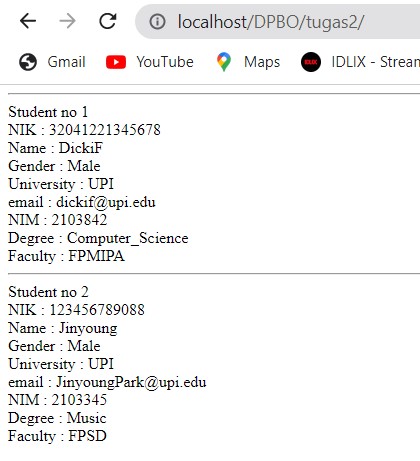 localhost/DPBO/tugas2/
Gmail YouTube Maps IDLIX - Stream
Student no 1
NIK : 32041221345678
Name : DickiF
Gender : Male
University : UPI
email : dickif@upi.edu
NIM : 2103842
Degree : Computer_Science
Faculty : FPMIPA
Student no 2
NIK : 123456789088
Name : Jinyoung
Gender : Male
University : UPI
email : JinyoungPark@upi.edu
NIM : 2103345
Degree : Music
Faculty : FPSD